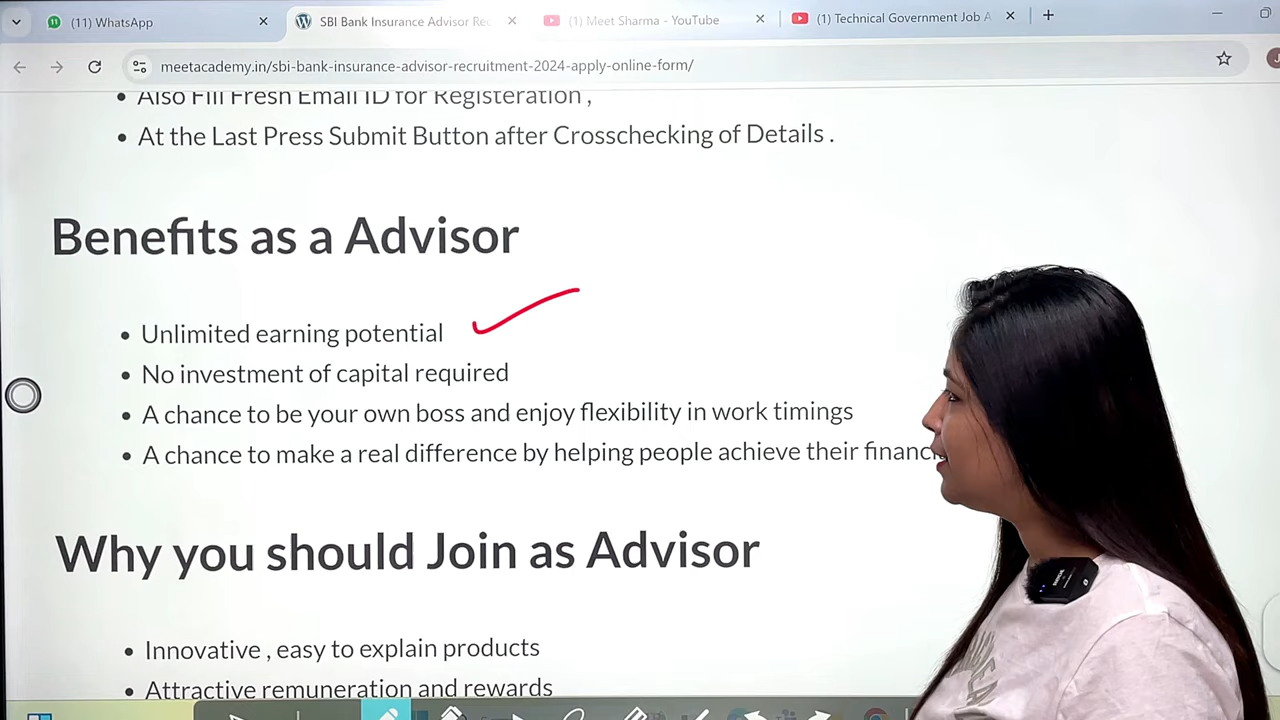 (11) WhatsApp
SBI Bank Insurance Advisor Rec
(1) Meet Sharma - YouTube
(1) Technical Government Job A
meetacademy.in/sbi-bank-insurance-advisor-recruitment-2024-apply-online-form/
Also Fill Fresh Email ID for Registeration ,
At the Last Press Submit Button after Crosschecking of Details .
Benefits as a Advisor
Unlimited earning potential
No investment of capital required
A chance to be your own boss and enjoy flexibility in work timings
A chance to make a real difference by helping people achieve their financ
Why you should Join as Advisor
Innovative , easy to explain products
Attractive remuneration and rewards